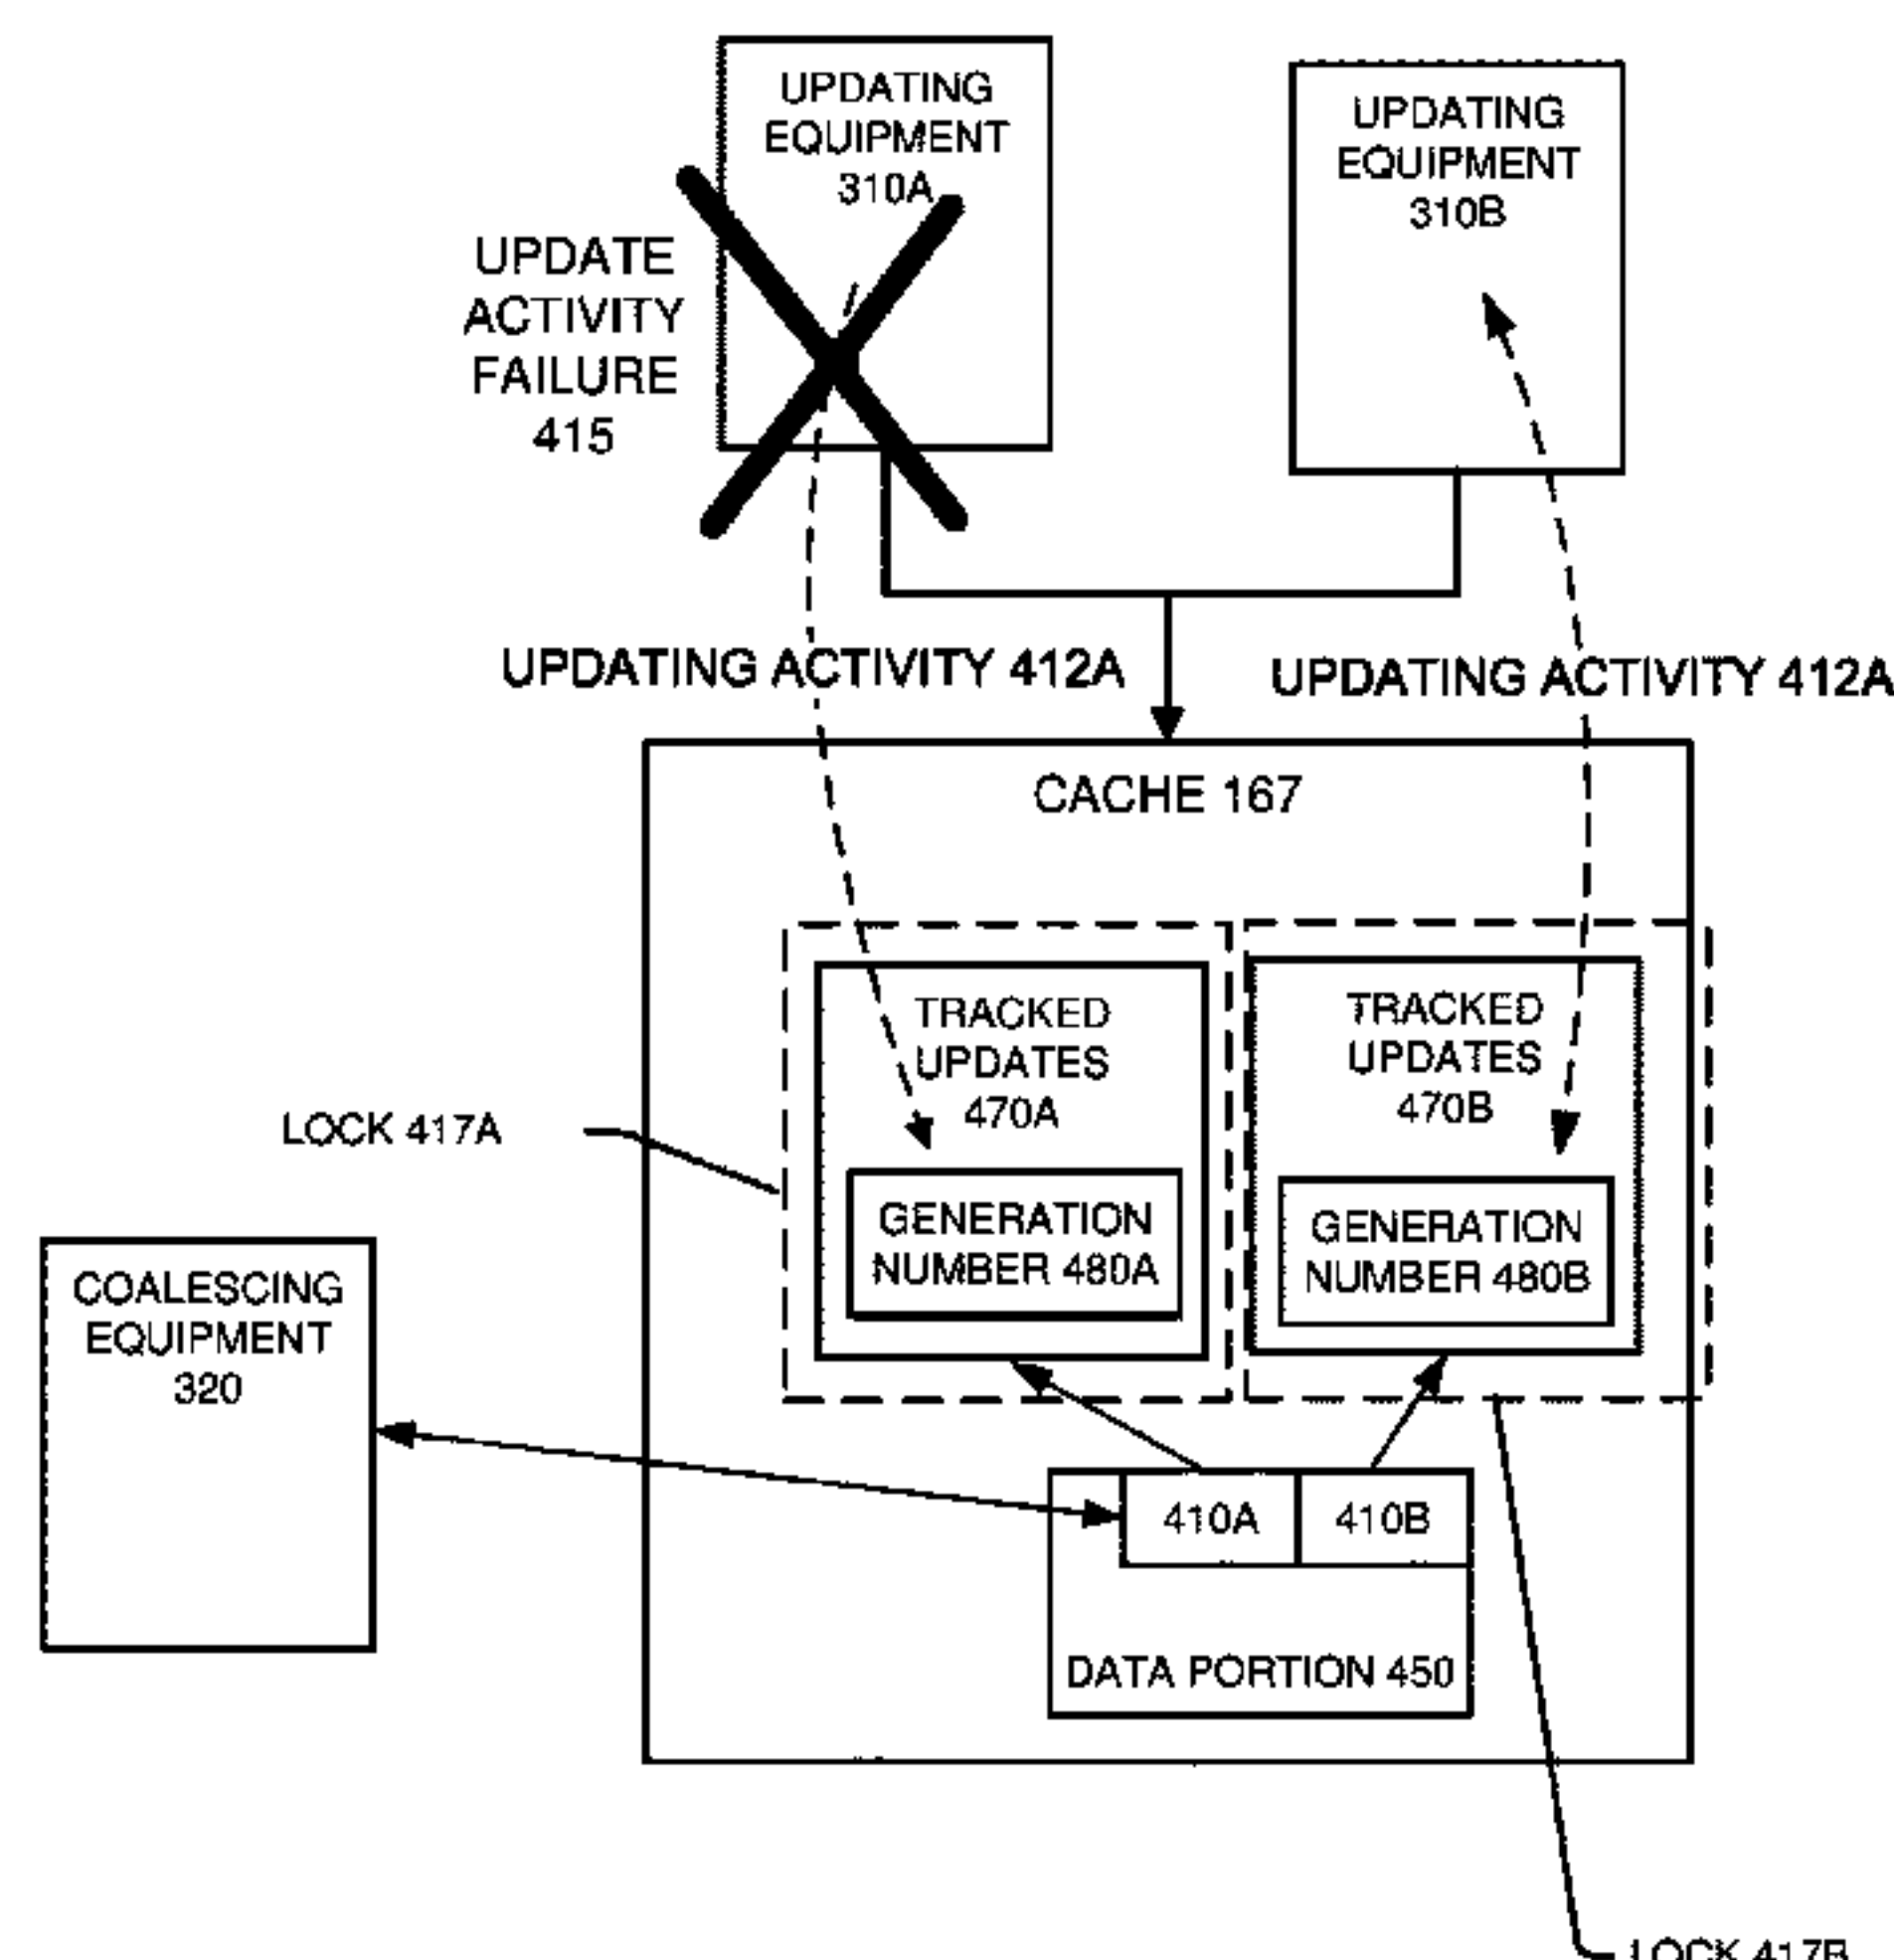 UPDATING
EQUIPMENT
310A
UPDATING
EQUIPMENT
310B
UPDATE
ACTIVITY
FAILURE
415
UPDATING ACTIVITY 412A
UPDATING ACTIVITY 412A
CACHE 167
TRACKED
UPDATES
470A
TRACKED
UPDATES
470B
LOCK 417A
GENERATION
NUMBER 480A
GENERATION
NUMBER 480B
COALESCING
EQUIPMENT
320
410A
410B
DATA PORTION 450
LOCK 417B